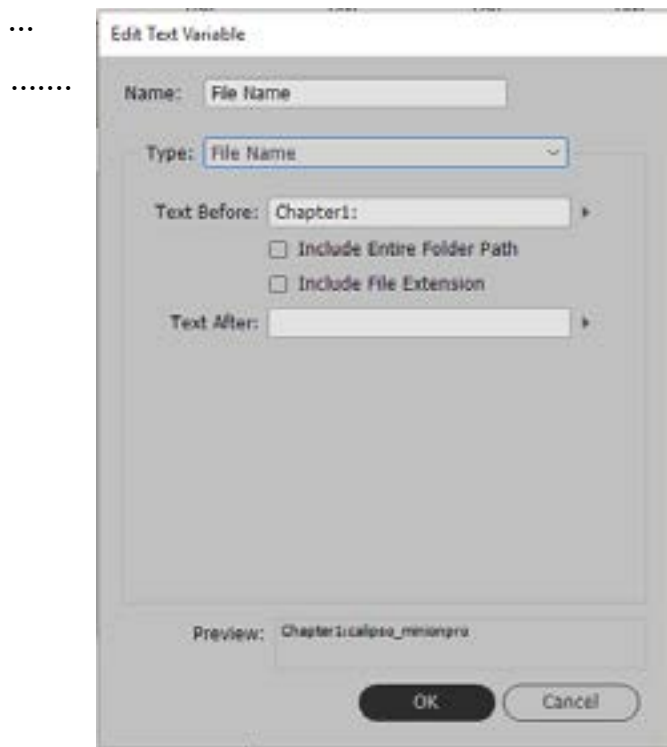 ...
Edit Text Variable
.......
Name: File Name
Type: File Name
Text Before: Chapter1:
Include Entire Folder Path
Include File Extension
Text After:
Preview: Chapter1:calipso_minionpro
OK Cancel